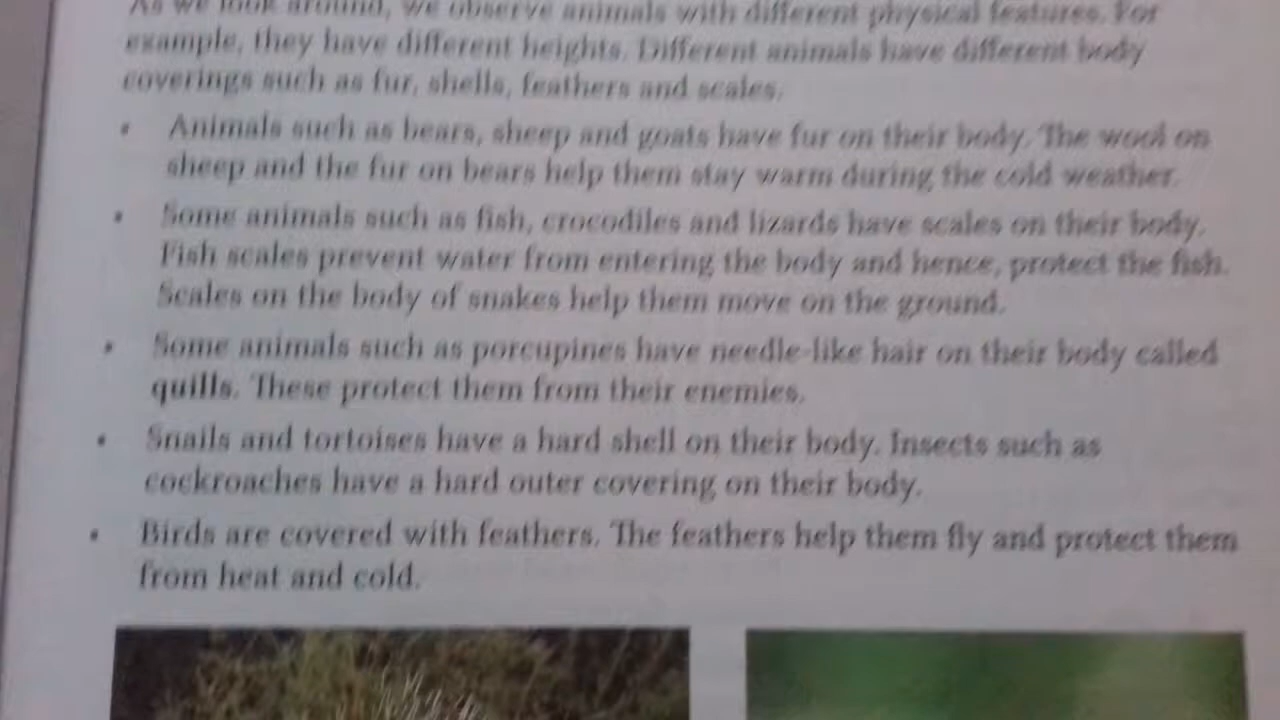 As we look around, we observe animals with different physical features. For
example, they have different heights. Different animals have different body
coverings such as fur, shells, feathers and scales.
• Animals such as bears, sheep and goats have fur on their body. The wool on
sheep and the fur on bears help them stay warm during the cold weather.
• Some animals such as fish, crocodiles and lizards have scales on their body.
Fish scales prevent water from entering the body and hence, protect the fish.
Scales on the body of snakes help them move on the ground.
• Some animals such as porcupines have needle-like hair on their body called
quills. These protect them from their enemies.
• Snails and tortoises have a hard shell on their body. Insects such as
cockroaches have a hard outer covering on their body.
• Birds are covered with feathers. The feathers help them fly and protect them
from heat and cold.